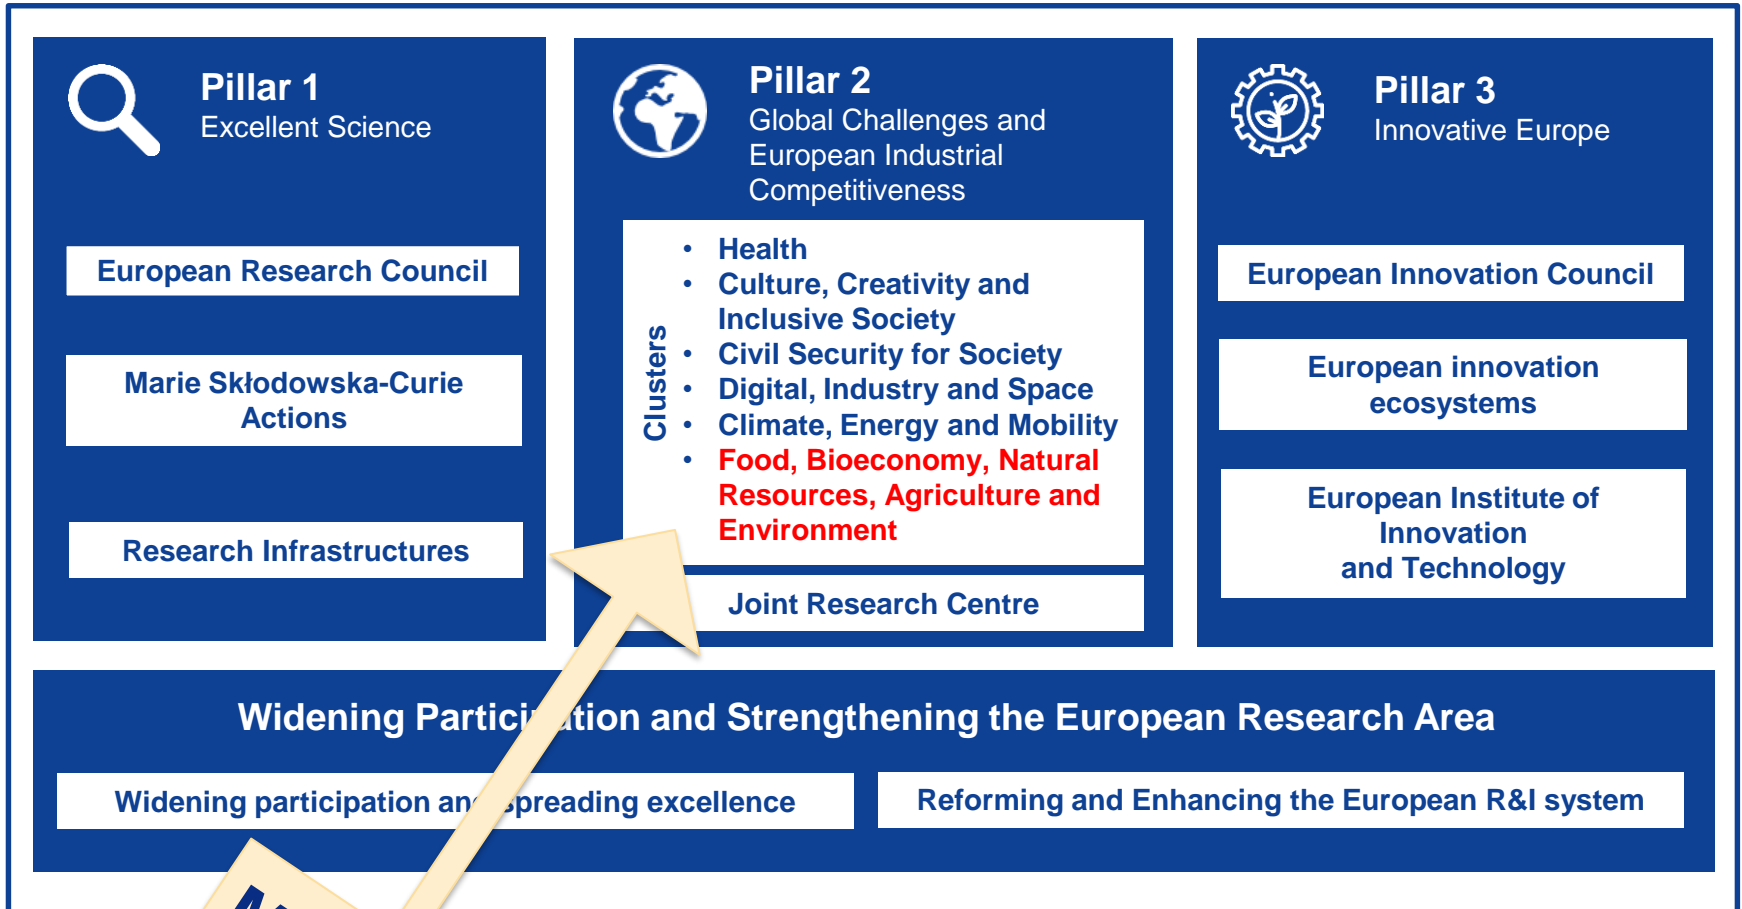 Pillar 1
Excellent Science
European Research Council
Marie Skłodowska-Curie
Actions
Research Infrastructures
Pillar 2
Global Challenges and
European Industrial
Competitiveness
Clusters
• Health
• Culture, Creativity and
Inclusive Society
• Civil Security for Society
• Digital, Industry and Space
• Climate, Energy and Mobility
• Food, Bioeconomy, Natural
Resources, Agriculture and
Environment
Joint Research Centre
Pillar 3
Innovative Europe
European Innovation Council
European innovation
ecosystems
European Institute of
Innovation
and Technology
Widening Participation and Strengthening the European Research Area
Widening participation and spreading excellence
Reforming and Enhancing the European R&I system